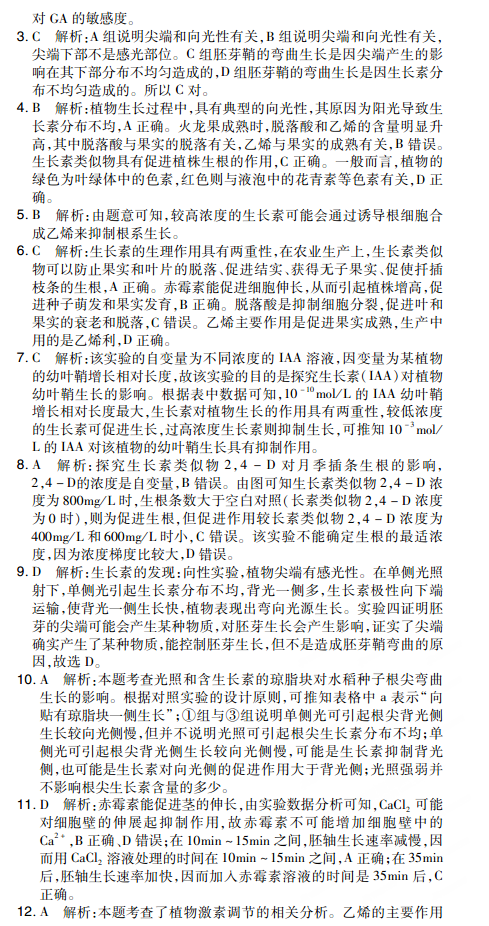 对 GA 的敏感度。
3. C 解析:A 组说明尖端和向光性有关,B 组说明尖端和向光性有关,
尖端下部不是感光部位。C 组胚芽鞘的弯曲生长是因尖端产生的影
响在其下部分布不均匀造成的,D 组胚芽鞘的弯曲生长是因生长素分
布不均匀造成的。所以 C 对。
4. B 解析:植物生长过程中,具有典型的向光性,其原因为阳光导致生
长素分布不均,A 正确。火龙果成熟时,脱落酸和乙烯的含量明显升
高,其中脱落酸与果实的脱落有关,乙烯与果实的成熟有关,B 错误。
生长素类似物具有促进植株生根的作用,C 正确。一般而言,植物的
绿色为叶绿体中的色素,红色则与液泡中的花青素等色素有关,D 正
确。
5. B 解析:由题意可知,较高浓度的生长素可能会通过诱导根细胞合
成乙烯来抑制根系生长。
6. C 解析:生长素的生理作用具有两重性,在农业生产上,生长素类似
物可以防止果实和叶片的脱落、促进结实、获得无子果实、促使扦插
枝条的生根,A 正确。赤霉素能促进细胞伸长,从而引起植株增高,促
进种子萌发和果实发育,B 正确。脱落酸是抑制细胞分裂,促进叶和
果实的衰老和脱落,C 错误。乙烯主要作用是促进果实成熟,生产中
用的是乙烯利,D 正确。
7. C 解析:该实验的自变量为不同浓度的 IAA 溶液,因变量为某植物
的幼叶鞘增长相对长度,故该实验的目的是探究生长素(IAA)对植物
幼叶鞘生长的影响。根据表中数据可知,10⁻¹⁰mol/L 的 IAA 幼叶鞘
增长相对长度最大,生长素对植物生长的作用具有两重性,较低浓度
的生长素可促进生长,过高浓度生长素则抑制生长,可推知 10⁻³mol/
L 的 IAA 对该植物的幼叶鞘生长具有抑制作用。
8. A 解析:探究生长素类似物 2,4-D 对月季插条生根的影响,
2,4-D的浓度是自变量,B 错误。由图可知生长素类似物 2,4-D 浓
度为 800mg/L 时,生根条数大于空白对照(长素类似物 2,4-D 浓度
为 0 时),则为促进生根,但促进作用较长素类似物 2,4-D 浓度为
400mg/L 和 600mg/L 时小,C 错误。该实验不能确定生根的最适浓
度,因为浓度梯度比较大,D 错误。
9. D 解析:生长素的发现:向性实验,植物尖端有感光性。在单侧光照
射下,单侧光引起生长素分布不均,背光一侧多,生长素极性向下端
运输,使背光一侧生长快,植物表现出弯向光源生长。实验四证明胚
芽的尖端可能会产生某种物质,对胚芽生长会产生影响,证实了尖端
确实产生了某种物质,能控制胚芽生长,但不是造成胚芽鞘弯曲的原
因,故选 D。
10. A 解析:本题考查光照和含生长素的琼脂块对水稻种子根尖弯曲
生长的影响。根据对照实验的设计原则,可推知表格中 a 表示“向
贴有琼脂块一侧生长”;①组与③组说明单侧光可引起根尖背光侧
生长较向光侧慢,但并不说明光照可引起根尖生长素分布不均;单
侧光可引起根尖背光侧生长较向光侧慢,可能是生长素抑制背光
侧,也可能是生长素对向光侧的促进作用大于背光侧;光照强弱并
不影响根尖生长素含量的多少。
11. D 解析:赤霉素能促进茎的伸长,由实验数据分析可知,CaCl₂ 可能
对细胞壁的伸展起抑制作用,故赤霉素不可能增加细胞壁中的
Ca²⁺,B 正确、D 错误;在 10min~15min 之间,胚轴生长速率减慢,因
而用 CaCl₂ 溶液处理的时间在 10min~15min 之间,A 正确;在 35min
后,胚轴生长速率加快,因而加入赤霉素溶液的时间是 35min 后,C
正确。
12. A 解析:本题考查了植物激素调节的相关分析。乙烯的主要作用